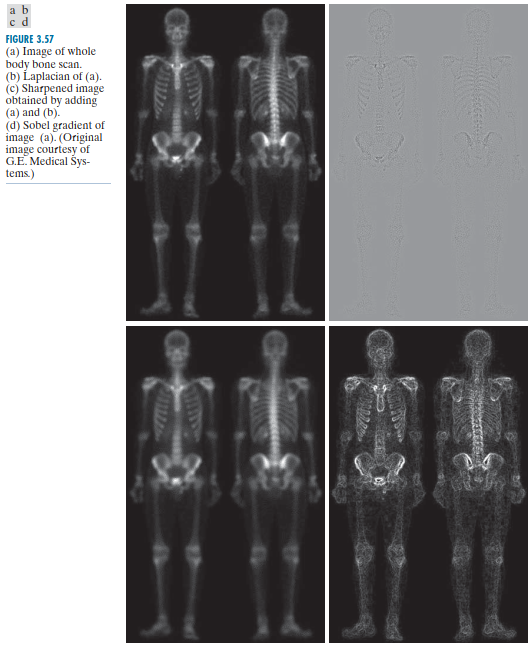 a b
c d
FIGURE 3.57
(a) Image of whole
body bone scan.
(b) Laplacian of (a).
(c) Sharpened image
obtained by adding
(a) and (b).
(d) Sobel gradient of
image (a). (Original
image courtesy of
G.E. Medical Sys-
tems.)